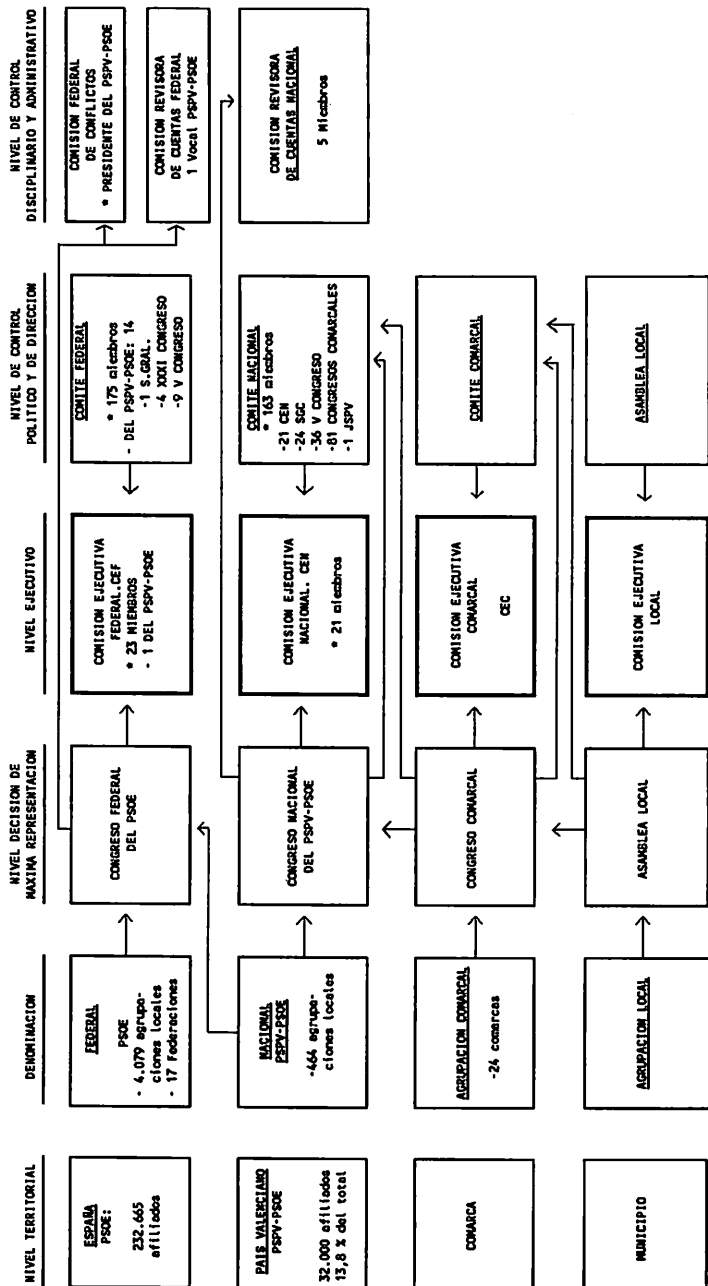 NIVEL TERRITORIAL
DENOMINACION
NIVEL DECISION DE
MAXIMA REPRESENTACION
NIVEL EJECUTIVO
NIVEL DE CONTROL
POLITICO Y DE DIRECCION
NIVEL DE CONTROL
DISCIPLINARIO Y ADMINISTRATIVO
ESPAÑA
PSOE:
232.665
afiliados
FEDERAL
PSOE
- 4.079 agrupa-
ciones locales
- 17 Federaciones
CONGRESO FEDERAL
DEL PSOE
COMISION EJECUTIVA
FEDERAL.CEF
* 23 MIEMBROS
- 1 DEL PSPV-PSOE
COMITE FEDERAL
* 175 miembros
- DEL PSPV-PSOE: 14
-1 S.GRAL.
-4 XXXI CONGRESO
-9 V CONGRESO
COMISION FEDERAL
DE CONFLICTOS
* PRESIDENTE DEL PSPV-PSOE
COMISION REVISORA
DE CUENTAS FEDERAL
1 Vocal PSPV-PSOE
PAIS VALENCIANO
PSPV-PSOE
32.000 afiliados
13,8 % del total
NACIONAL
PSPV-PSOE
-464 agrupa-
ciones locales
CONGRESO NACIONAL
DEL PSPV-PSOE
COMISION EJECUTIVA
NACIONAL. CEN
* 21 miembros
COMITE NACIONAL
* 163 miembros
-21 CEN
-24 SGC
-36 V CONGRESO
-81 CONGRESOS COMARCALES
-1 JSPV
COMISION REVISORA
DE CUENTAS NACIONAL
5 Miembros
COMARCA
AGRUPACION COMARCAL
-24 comarcas
CONGRESO COMARCAL
COMISION EJECUTIVA
COMARCAL
CEC
COMITE COMARCAL
MUNICIPIO
AGRUPACION LOCAL
ASAMBLEA LOCAL
COMISION EJECUTIVA
LOCAL
ASAMBLEA LOCAL